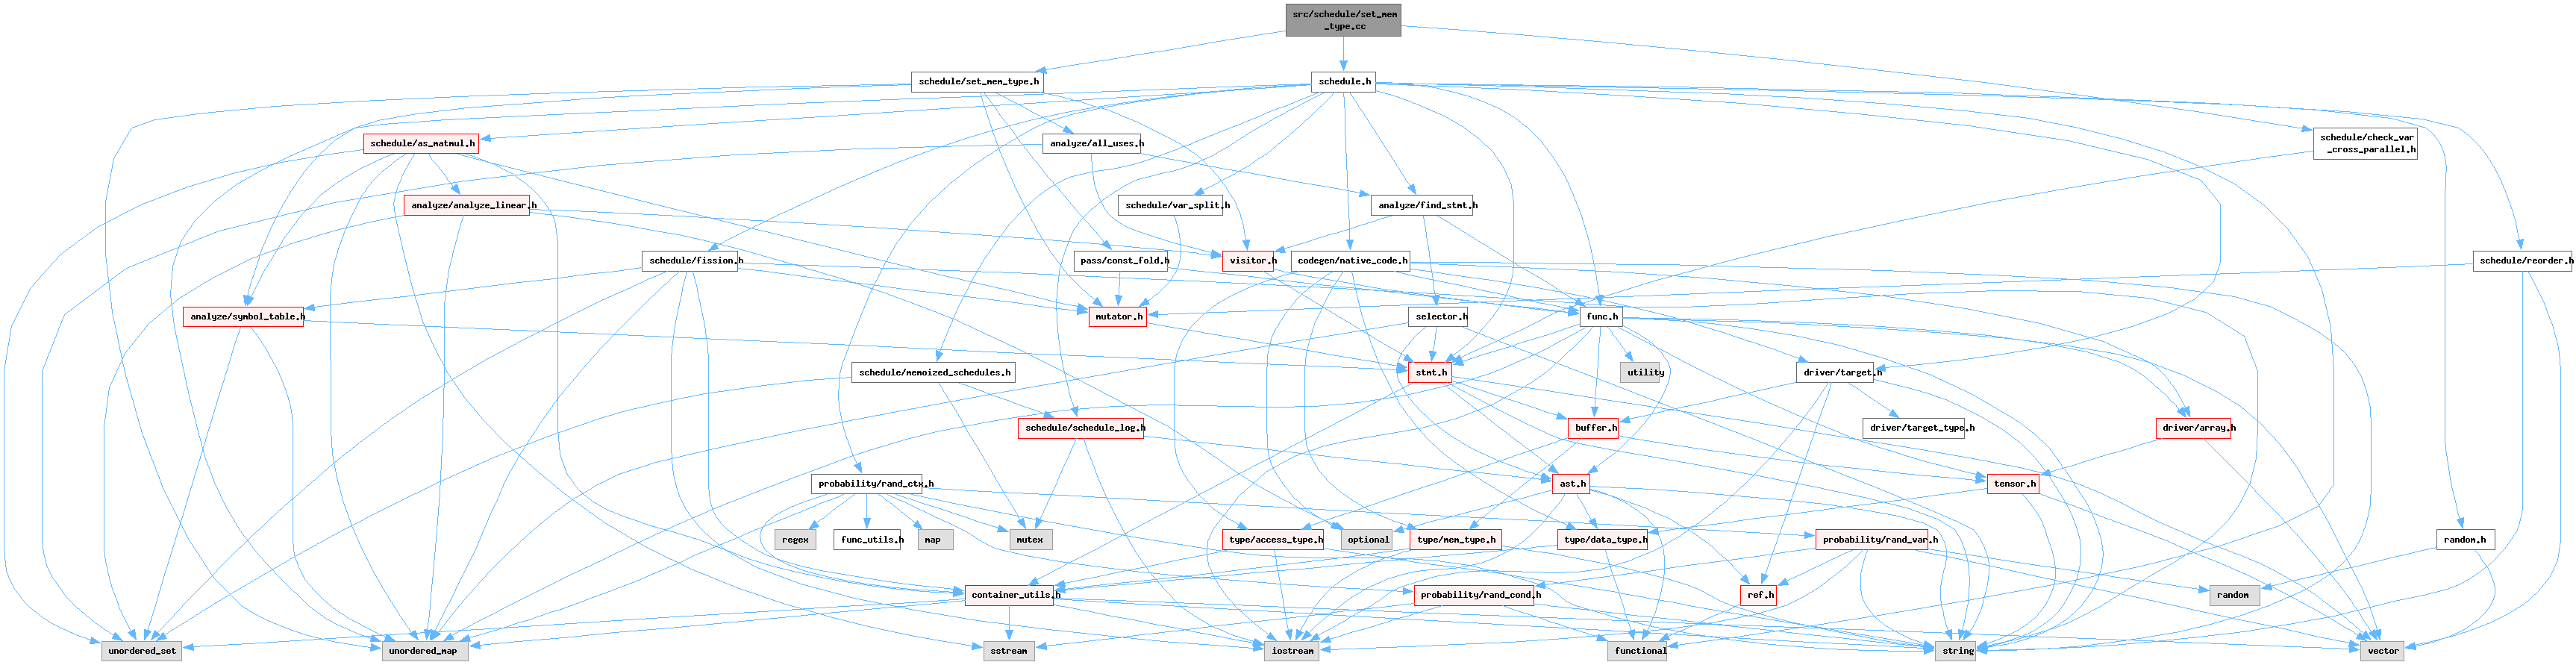 src/schedule/set_mem
_type.cc
schedule/set_mem_type.h
schedule.h
schedule/as_matmul.h
analyze/all_uses.h
schedule/check_var
_cross_parallel.h
analyze/analyze_linear.h
schedule/var_split.h
analyze/find_stmt.h
schedule/fission.h
pass/const_fold.h
visitor.h
codegen/native_code.h
schedule/reorder.h
analyze/symbol_table.h
mutator.h
selector.h
func.h
schedule/memoized_schedules.h
stmt.h
utility
driver/target.h
schedule/schedule_log.h
buffer.h
driver/target_type.h
driver/array.h
probability/rand_ctx.h
ast.h
tensor.h
regex
func_utils.h
map
mutex
optional
type/access_type.h
type/mem_type.h
type/data_type.h
probability/rand_var.h
random.h
container_utils.h
probability/rand_cond.h
ref.h
random
unordered_set
unordered_map
sstream
iostream
functional
string
vector